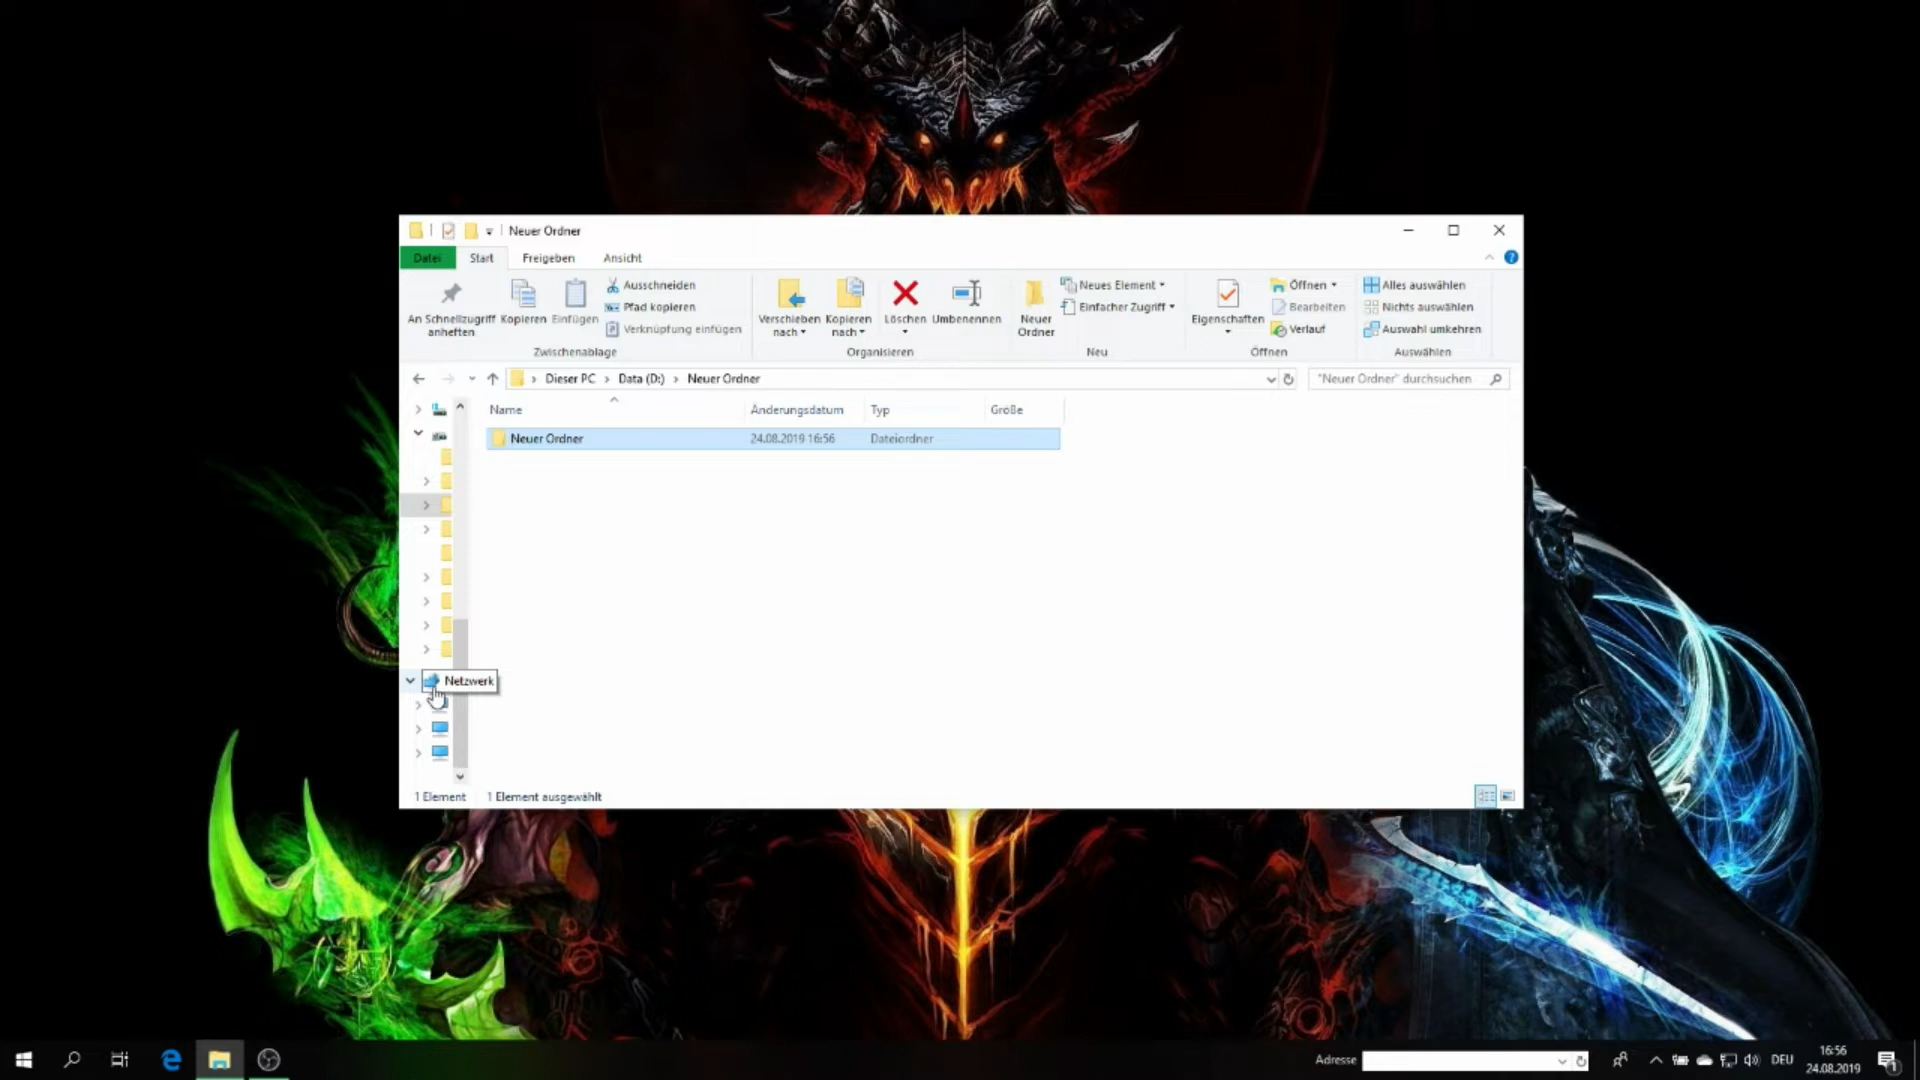 Neuer Ordner
Datei Start Freigeben Ansicht
An Schnellzugriff anheften
Kopieren
Einfügen
Ausschneiden
Pfad kopieren
Verknüpfung einfügen
Zwischenablage
Verschieben nach
Kopieren nach
Löschen
Umbenennen
Organisieren
Neuer Ordner
Neues Element
Einfacher Zugriff
Neu
Eigenschaften
Öffnen
Bearbeiten
Verlauf
Öffnen
Alles auswählen
Nichts auswählen
Auswahl umkehren
Auswählen
Dieser PC › Data (D:) › Neuer Ordner
"Neuer Ordner" durchsuchen
Name Änderungsdatum Typ Größe
Neuer Ordner 24.08.2019 16:56 Dateiordner
Netzwerk
1 Element 1 Element ausgewählt
Adresse
DEU
16:56
24.08.2019
1